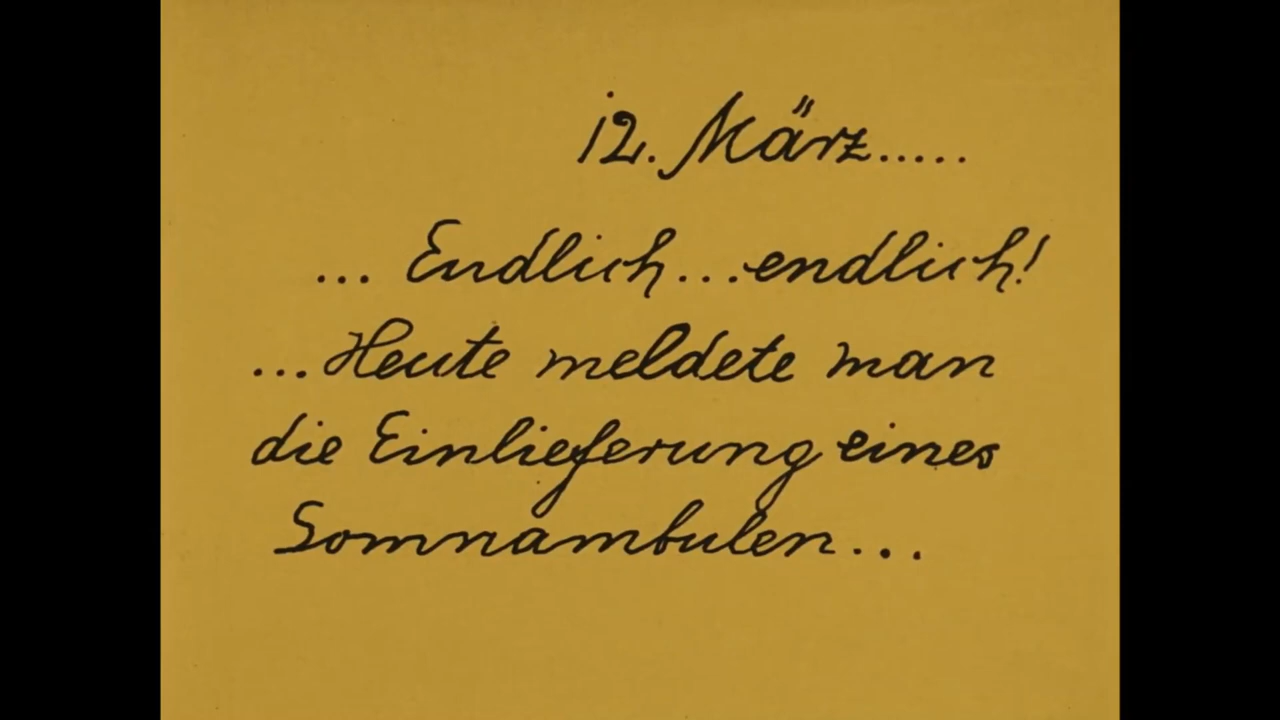 12. März.....
... Endlich...endlich!
...Heute meldete man
die Einlieferung eines
Somnambulen...